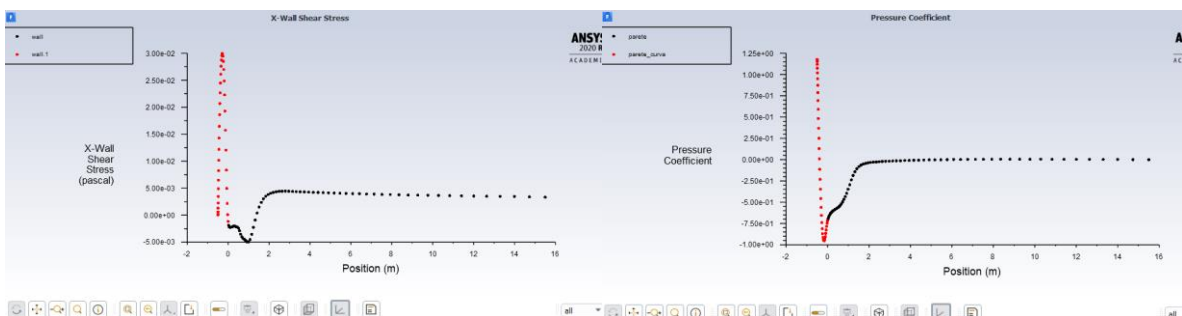 X-Wall Shear Stress
wall
wall.1
ANSYS
2020 R
ACADEMI
3.00e-02
2.50e-02
2.00e-02
1.50e-02
1.00e-02
5.00e-03
0.00e+00
-5.00e-03
X-Wall
Shear
Stress
(pascal)
-2 0 2 4 6 8 10 12 14 16
Position (m)
all
Pressure Coefficient
parete
parete_curva
A
ACA
1.25e+00
1.00e+00
7.50e-01
5.00e-01
2.50e-01
0.00e+00
-2.50e-01
-5.00e-01
-7.50e-01
-1.00e+00
Pressure
Coefficient
-2 0 2 4 6 8 10 12 14 16
Position (m)
all